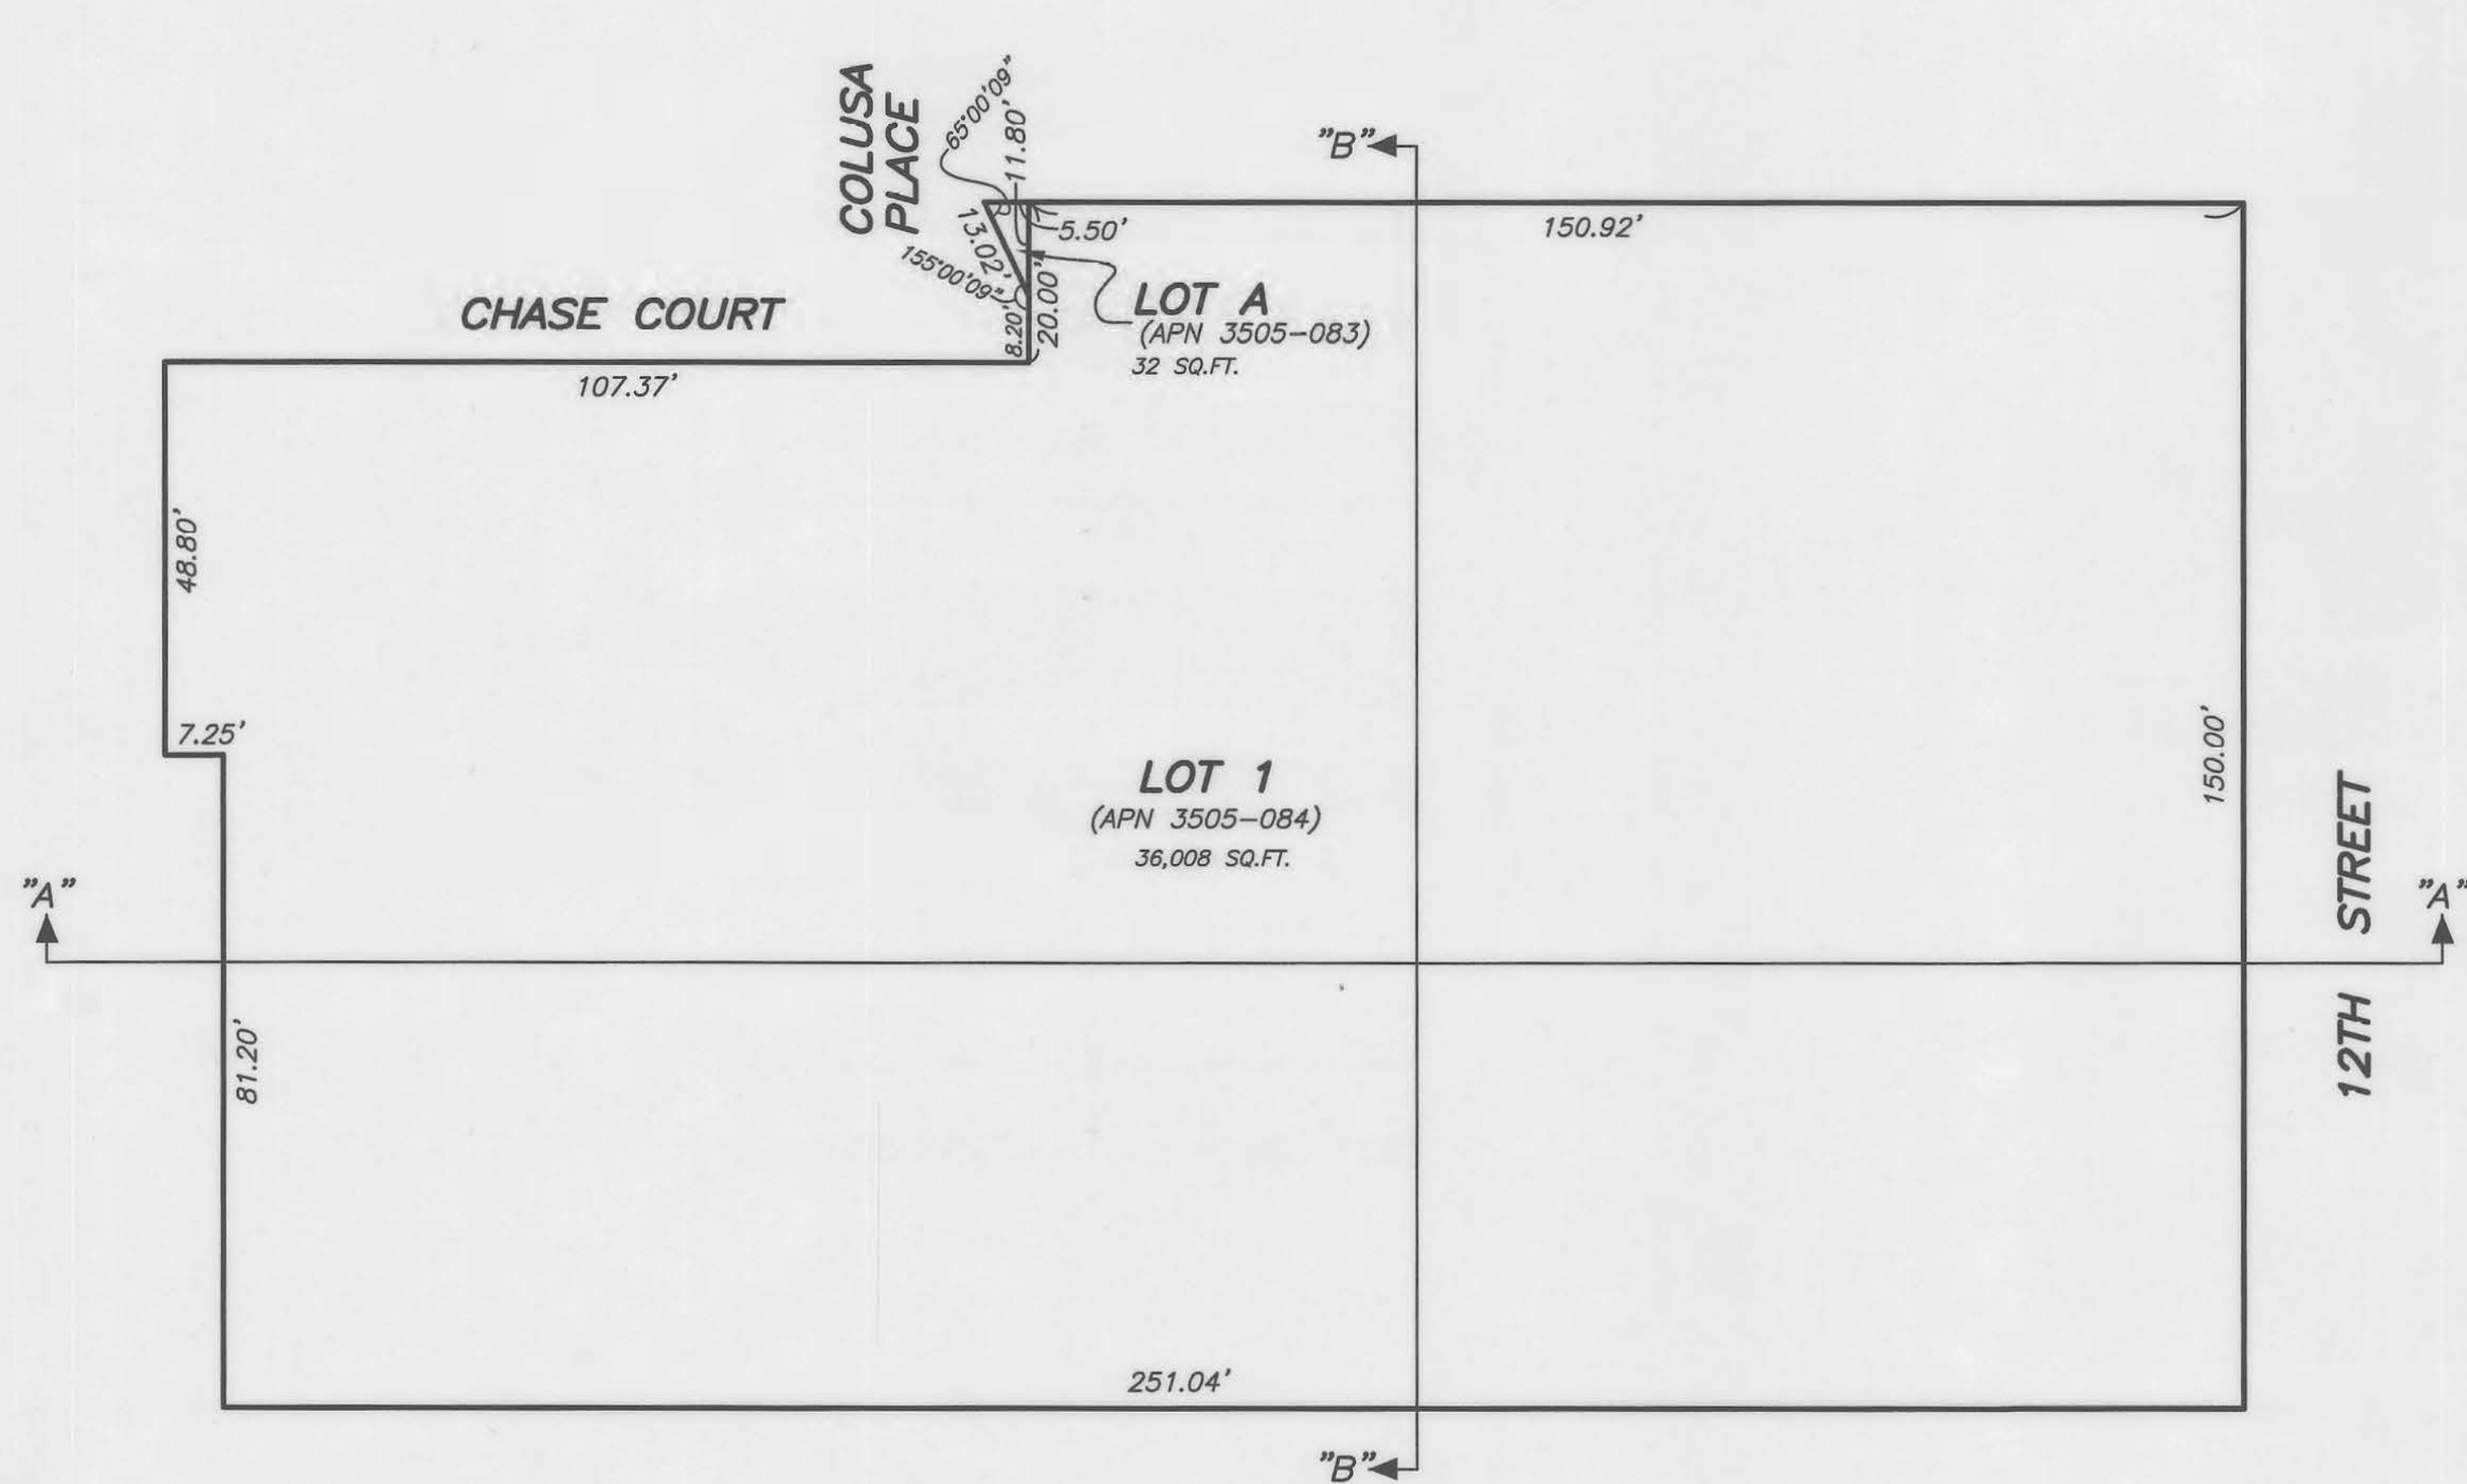 COLUSA
PLACE
65°00'09"
11.80'
"B"
13.02'
5.50'
150.92'
155°00'09"
8.20'
20.00'
CHASE COURT
LOT A
(APN 3505-083)
32 SQ.FT.
107.37'
48.80'
7.25'
LOT 1
(APN 3505-084)
36,008 SQ.FT.
150.00'
12TH STREET
"A"
"A"
81.20'
251.04'
"B"